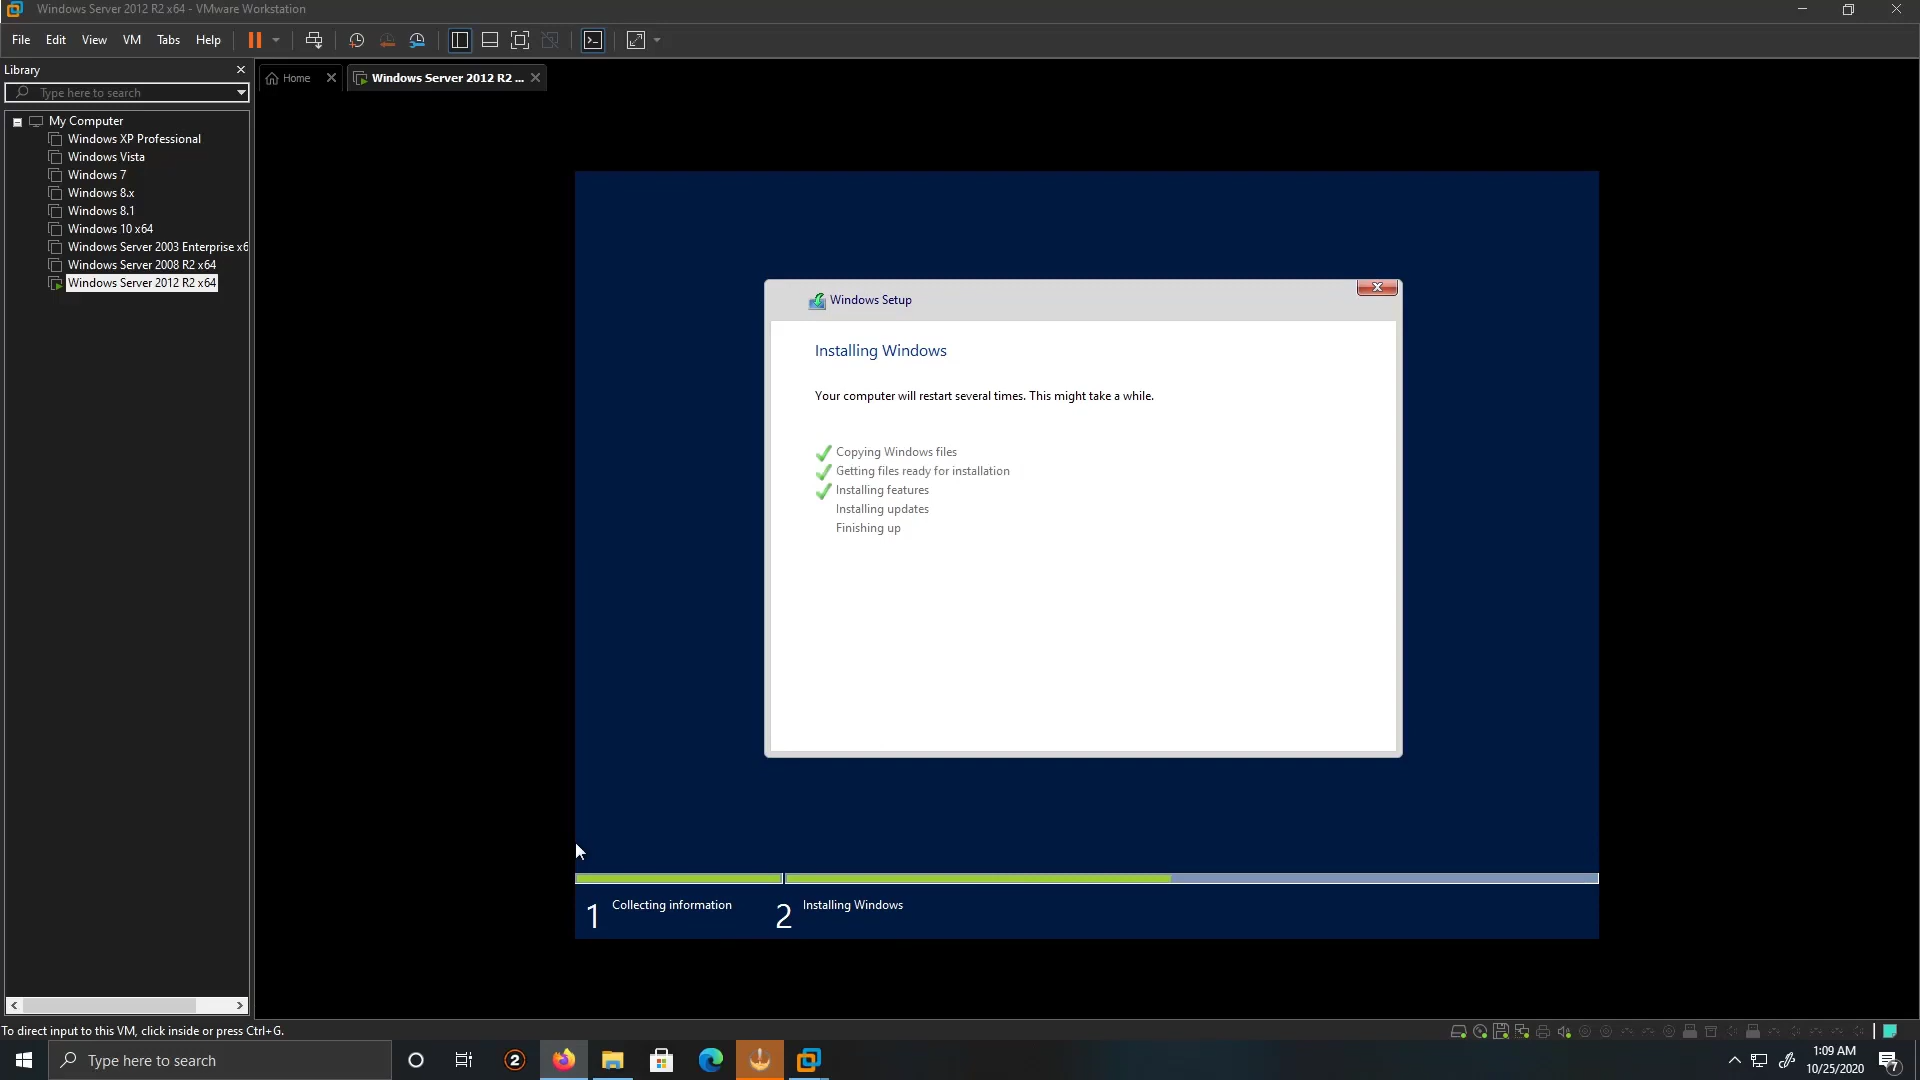 Windows Server 2012 R2 x64 - VMware Workstation
File Edit View VM Tabs Help
Library
Home
Windows Server 2012 R2 ...
Type here to search
My Computer
Windows XP Professional
Windows Vista
Windows 7
Windows 8.x
Windows 8.1
Windows 10 x64
Windows Server 2003 Enterprise x6
Windows Server 2008 R2 x64
Windows Server 2012 R2 x64
Windows Setup
Installing Windows
Your computer will restart several times. This might take a while.
Copying Windows files
Getting files ready for installation
Installing features
Installing updates
Finishing up
1 Collecting information
2 Installing Windows
To direct input to this VM, click inside or press Ctrl+G.
Type here to search
2
1:09 AM
10/25/2020
7